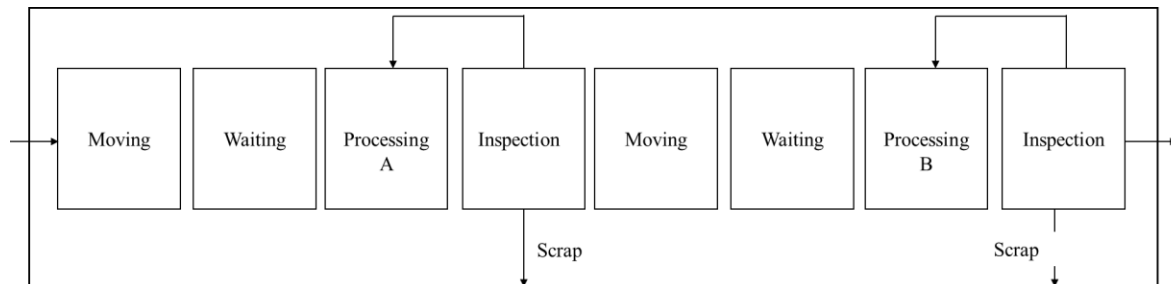 Moving
Waiting
Processing
A
Inspection
Moving
Waiting
Processing
B
Inspection
Scrap
Scrap